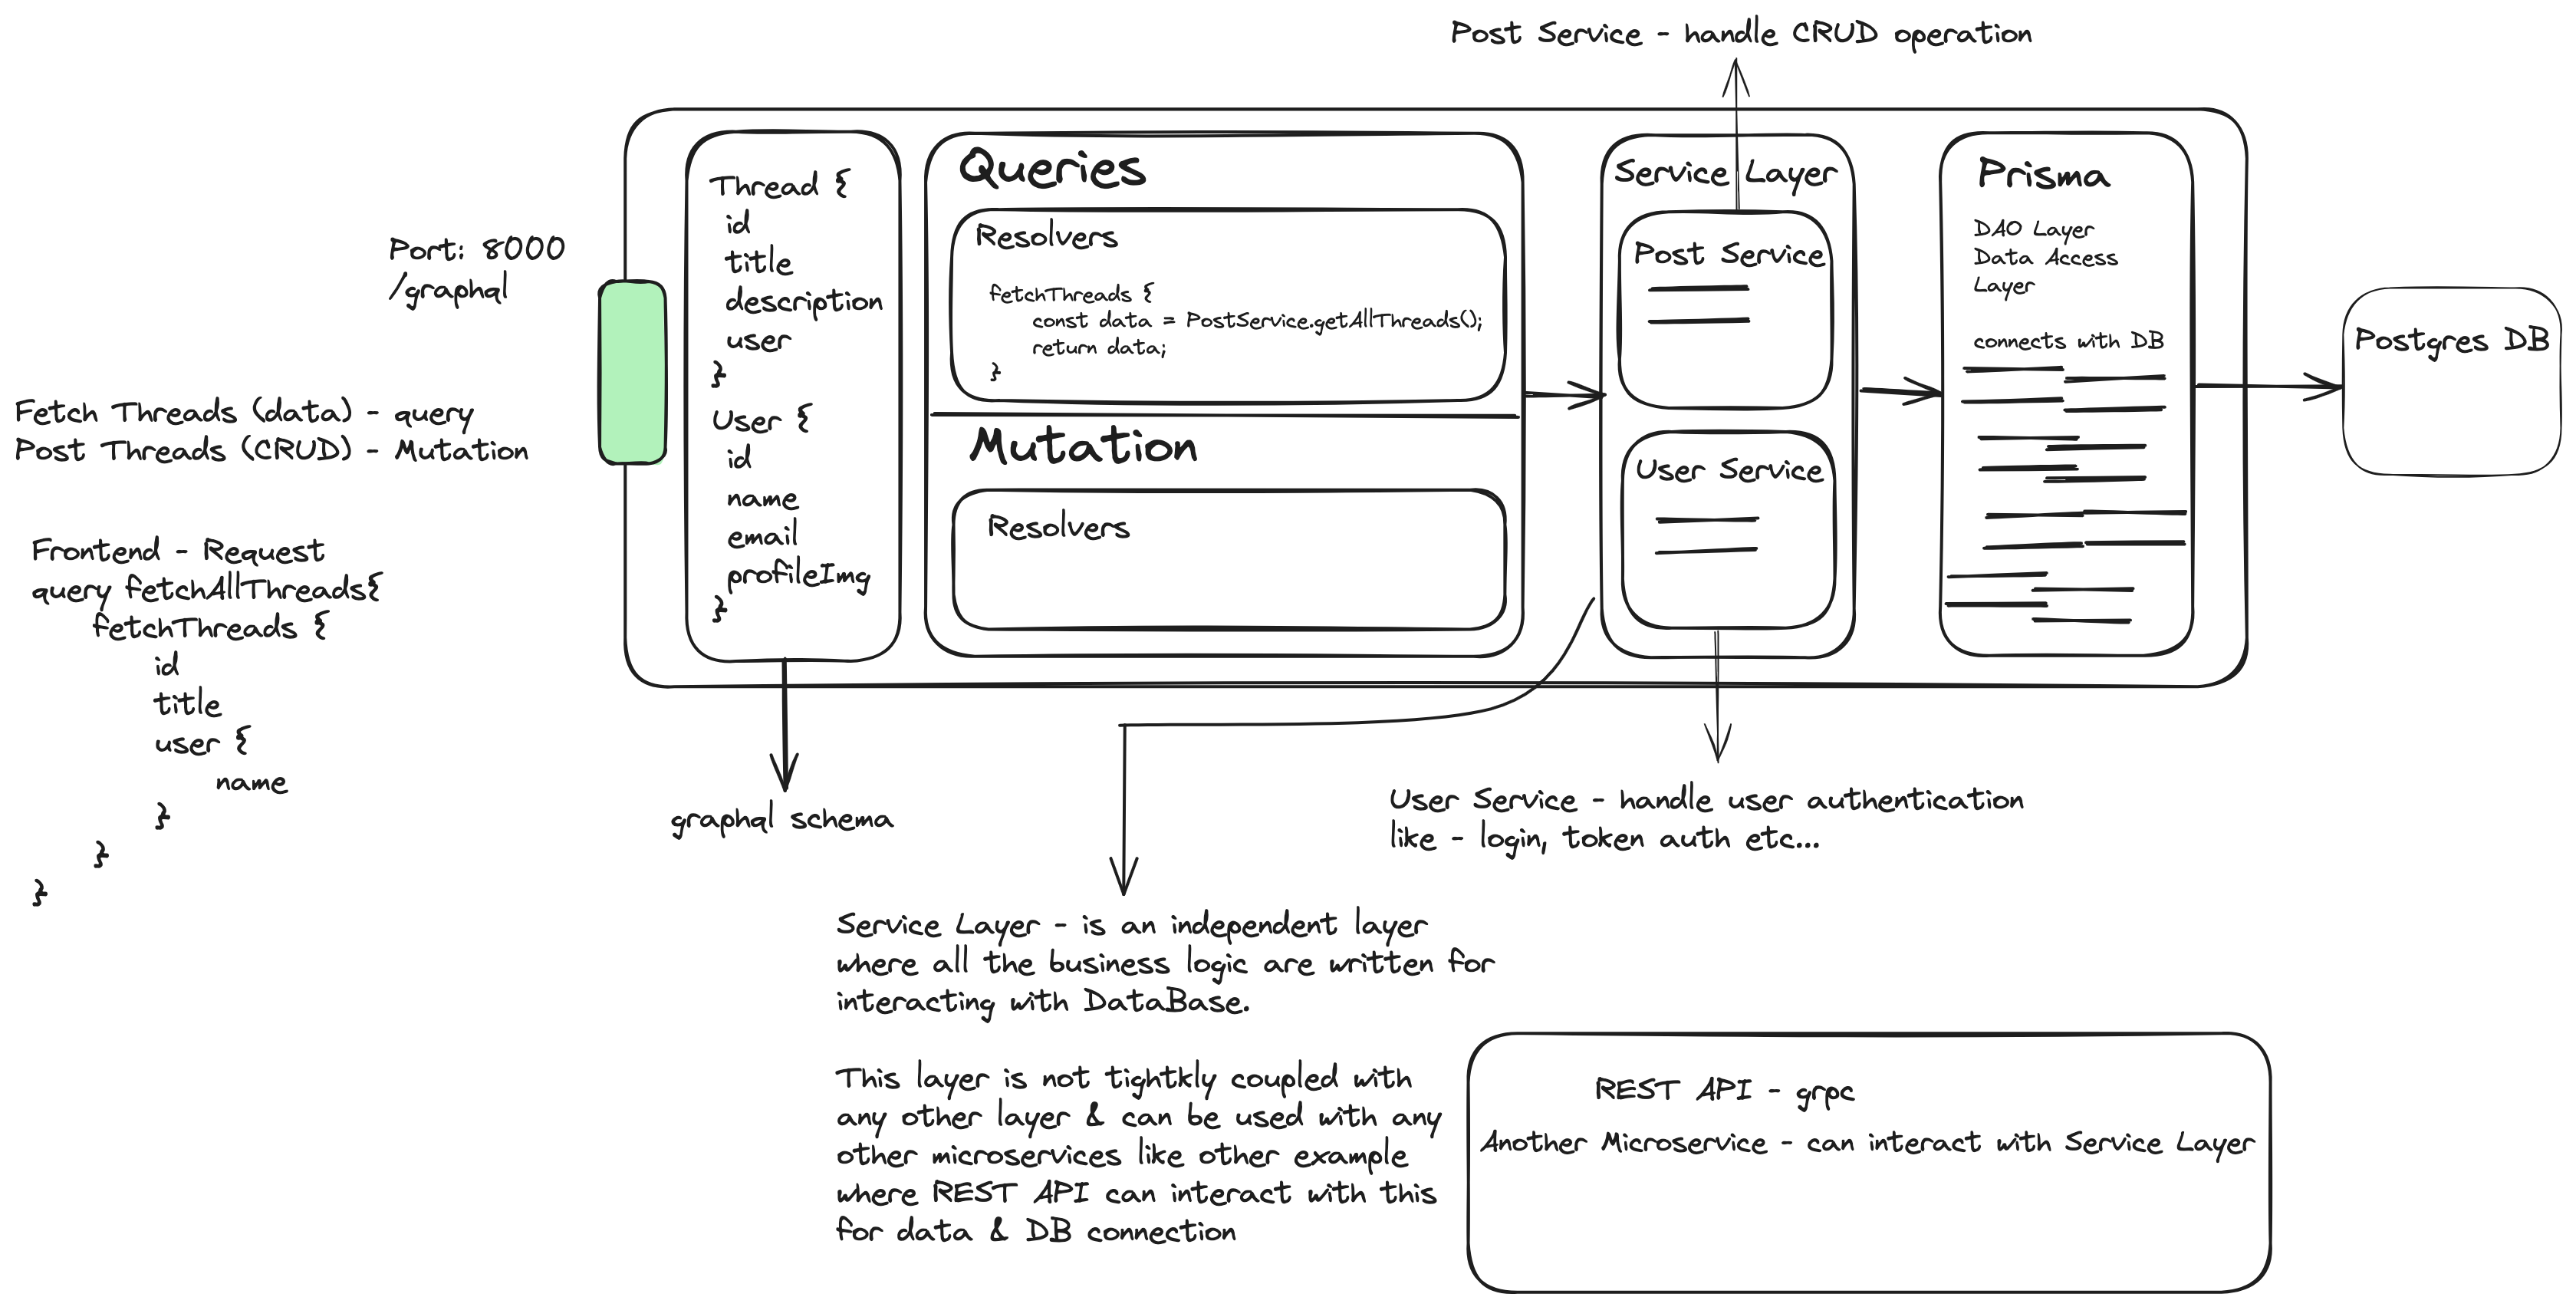 Post Service - handle CRUD operation
Port: 8000
/graphql
Fetch Threads (data) - query
Post Threads (CRUD) - Mutation
Frontend - Request
query fetchAllThreads{
fetchThreads {
id
title
user {
name
}
}
}
Thread {
id
title
description
user
}
User {
id
name
email
profileImg
}
graphql schema
Queries
Resolvers
fetchThreads {
const data = PostService.getAllThreads();
return data;
}
Mutation
Resolvers
Service Layer
Post Service
User Service
Prisma
DAO Layer
Data Access
Layer
connects with DB
Postgres DB
User Service - handle user authentication
like - login, token auth etc...
Service Layer - is an independent layer
where all the business logic are written for
interacting with DataBase.
This layer is not tightkly coupled with
any other layer & can be used with any
other microservices like other example
where REST API can interact with this
for data & DB connection
REST API - grpc
Another Microservice - can interact with Service Layer